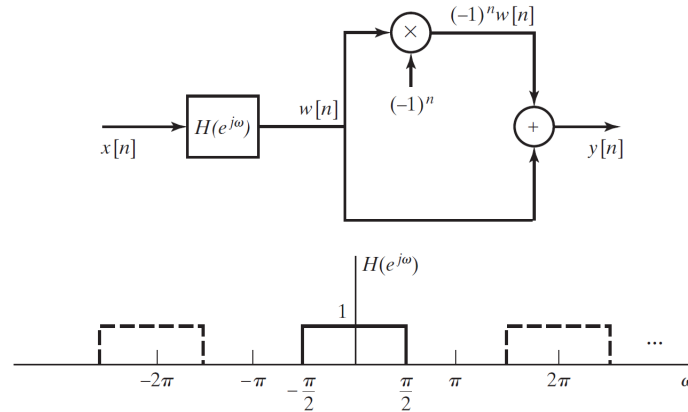 (−1)ⁿw[n]
×
w[n]
(−1)ⁿ
H(e^{jω})
+
x[n]
y[n]
H(e^{jω})
1
...
−2π
−π
−π/2
π/2
π
2π
ω